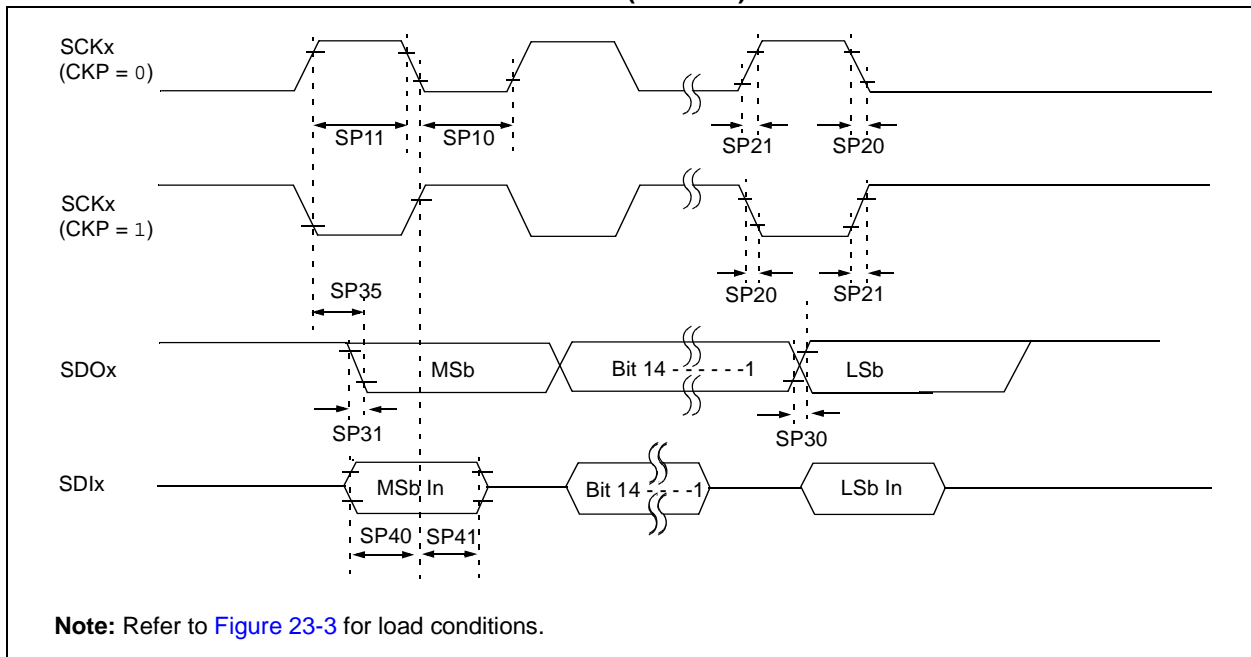 SCKx
(CKP = 0)
SP11
SP10
SP21
SP20
SCKx
(CKP = 1)
SP35
SP20
SP21
SDOx
MSb
Bit 14 - - - - - -1
LSb
SP31
SP30
SDIx
MSb In
Bit 14 - - - -1
LSb In
SP40
SP41
Note: Refer to Figure 23-3 for load conditions.